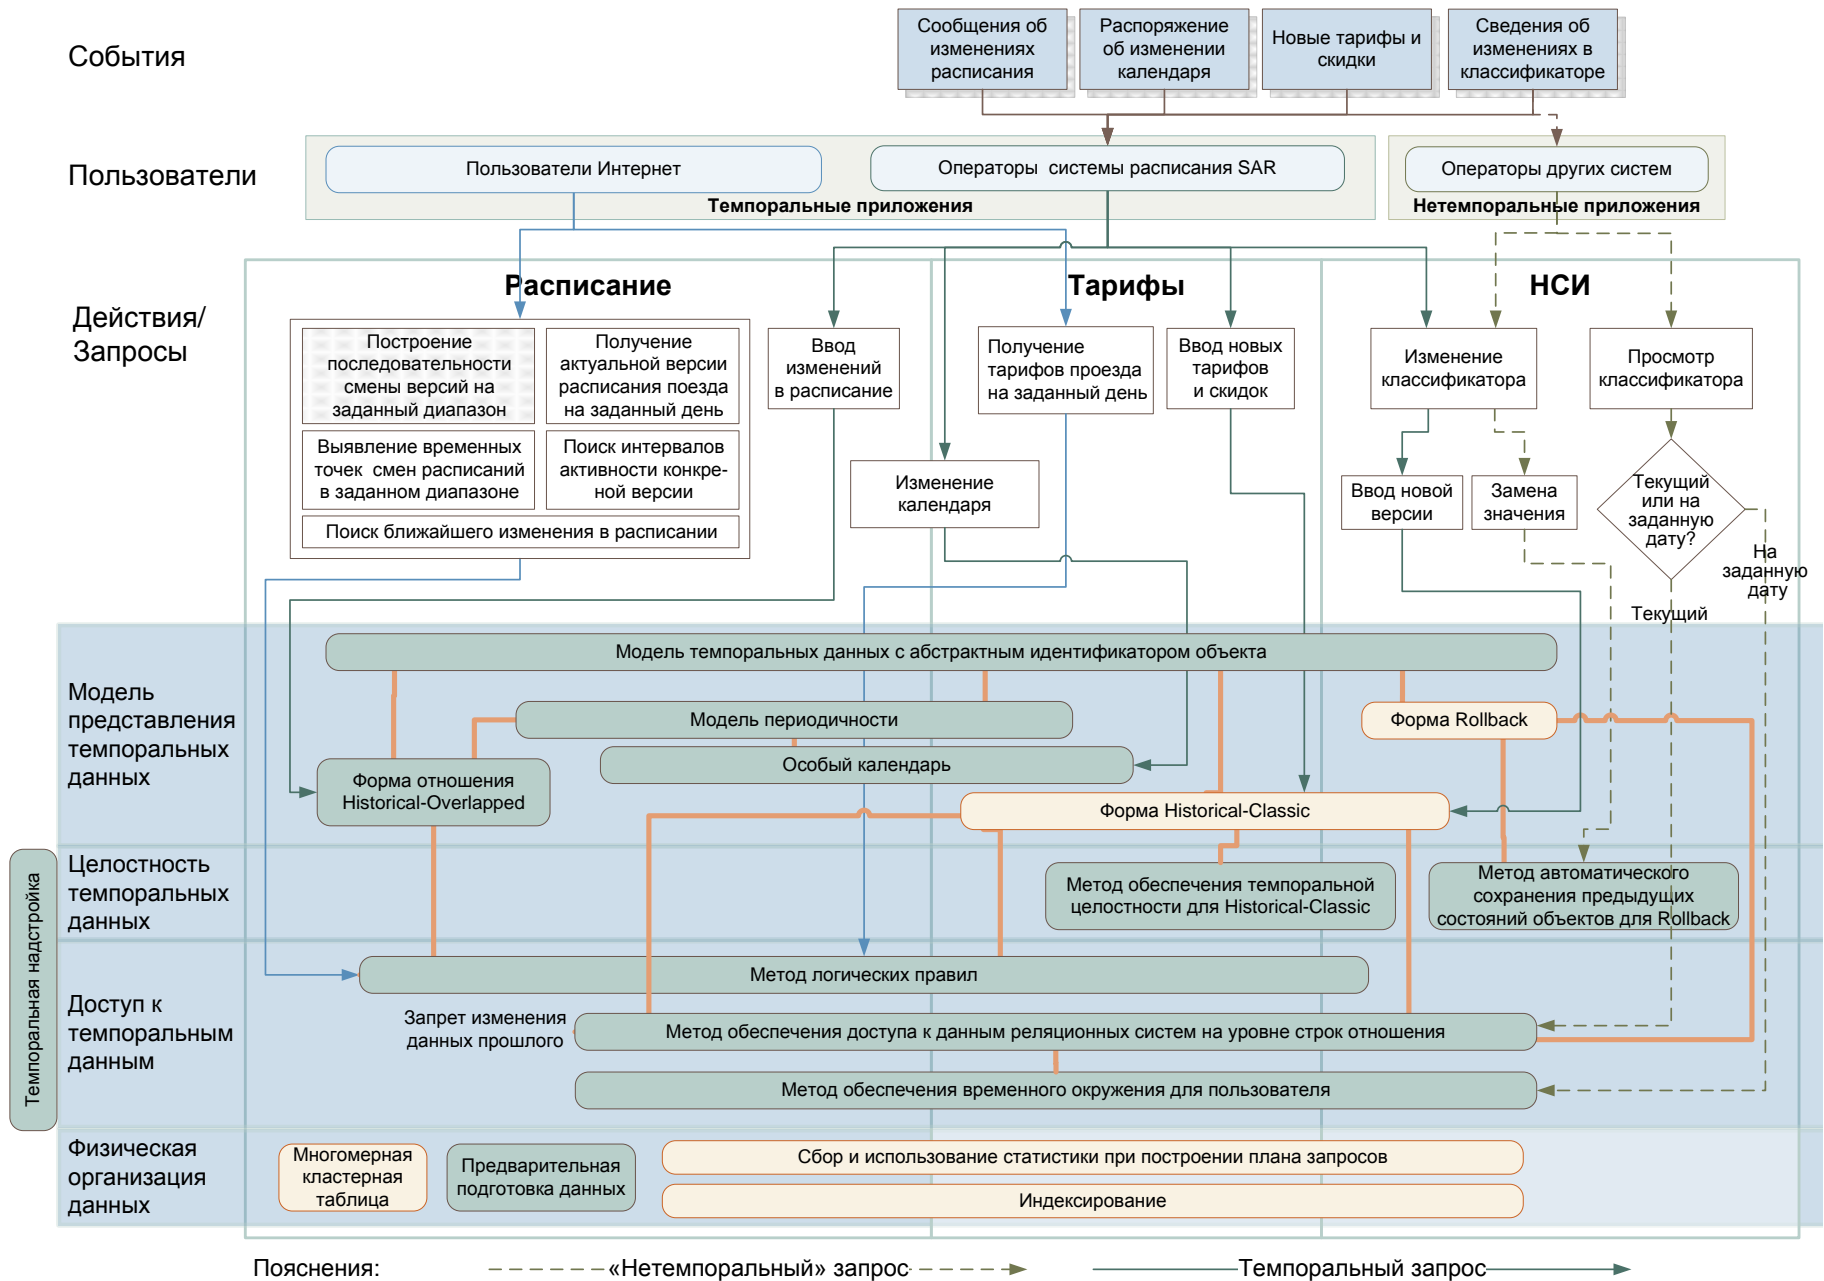 События
Сообщения об
изменениях
расписания
Распоряжение
об изменении
календаря
Новые тарифы и
скидки
Сведения об
изменениях в
классификаторе
Пользователи
Пользователи Интернет
Операторы системы расписания SAR
Темпоральные приложения
Операторы других систем
Нетемпоральные приложения
Действия/
Запросы
Расписание
Тарифы
НСИ
Построение
последовательности
смены версий на
заданный диапазон
Получение
актуальной версии
расписания поезда
на заданный день
Выявление временных
точек смен расписаний
в заданном диапазоне
Поиск интервалов
активности конкре-
ной версии
Поиск ближайшего изменения в расписании
Ввод
изменений
в расписание
Изменение
календаря
Получение
тарифов проезда
на заданный день
Ввод новых
тарифов
и скидок
Изменение
классификатора
Просмотр
классификатора
Ввод новой
версии
Замена
значения
Текущий
или на
заданную
дату?
На
заданную
дату
Текущий
Модель
представления
темпоральных
данных
Модель темпоральных данных с абстрактным идентификатором объекта
Модель периодичности
Форма Rollback
Особый календарь
Форма отношения
Historical-Overlapped
Форма Historical-Classic
Темпоральная надстройка
Целостность
темпоральных
данных
Метод обеспечения темпоральной
целостности для Historical-Classic
Метод автоматического
сохранения предыдущих
состояний объектов для Rollback
Доступ к
темпоральным
данным
Метод логических правил
Запрет изменения
данных прошлого
Метод обеспечения доступа к данным реляционных систем на уровне строк отношения
Метод обеспечения временного окружения для пользователя
Физическая
организация
данных
Многомерная
кластерная
таблица
Предварительная
подготовка данных
Сбор и использование статистики при построении плана запросов
Индексирование
Пояснения:
«Нетемпоральный» запрос
Темпоральный запрос